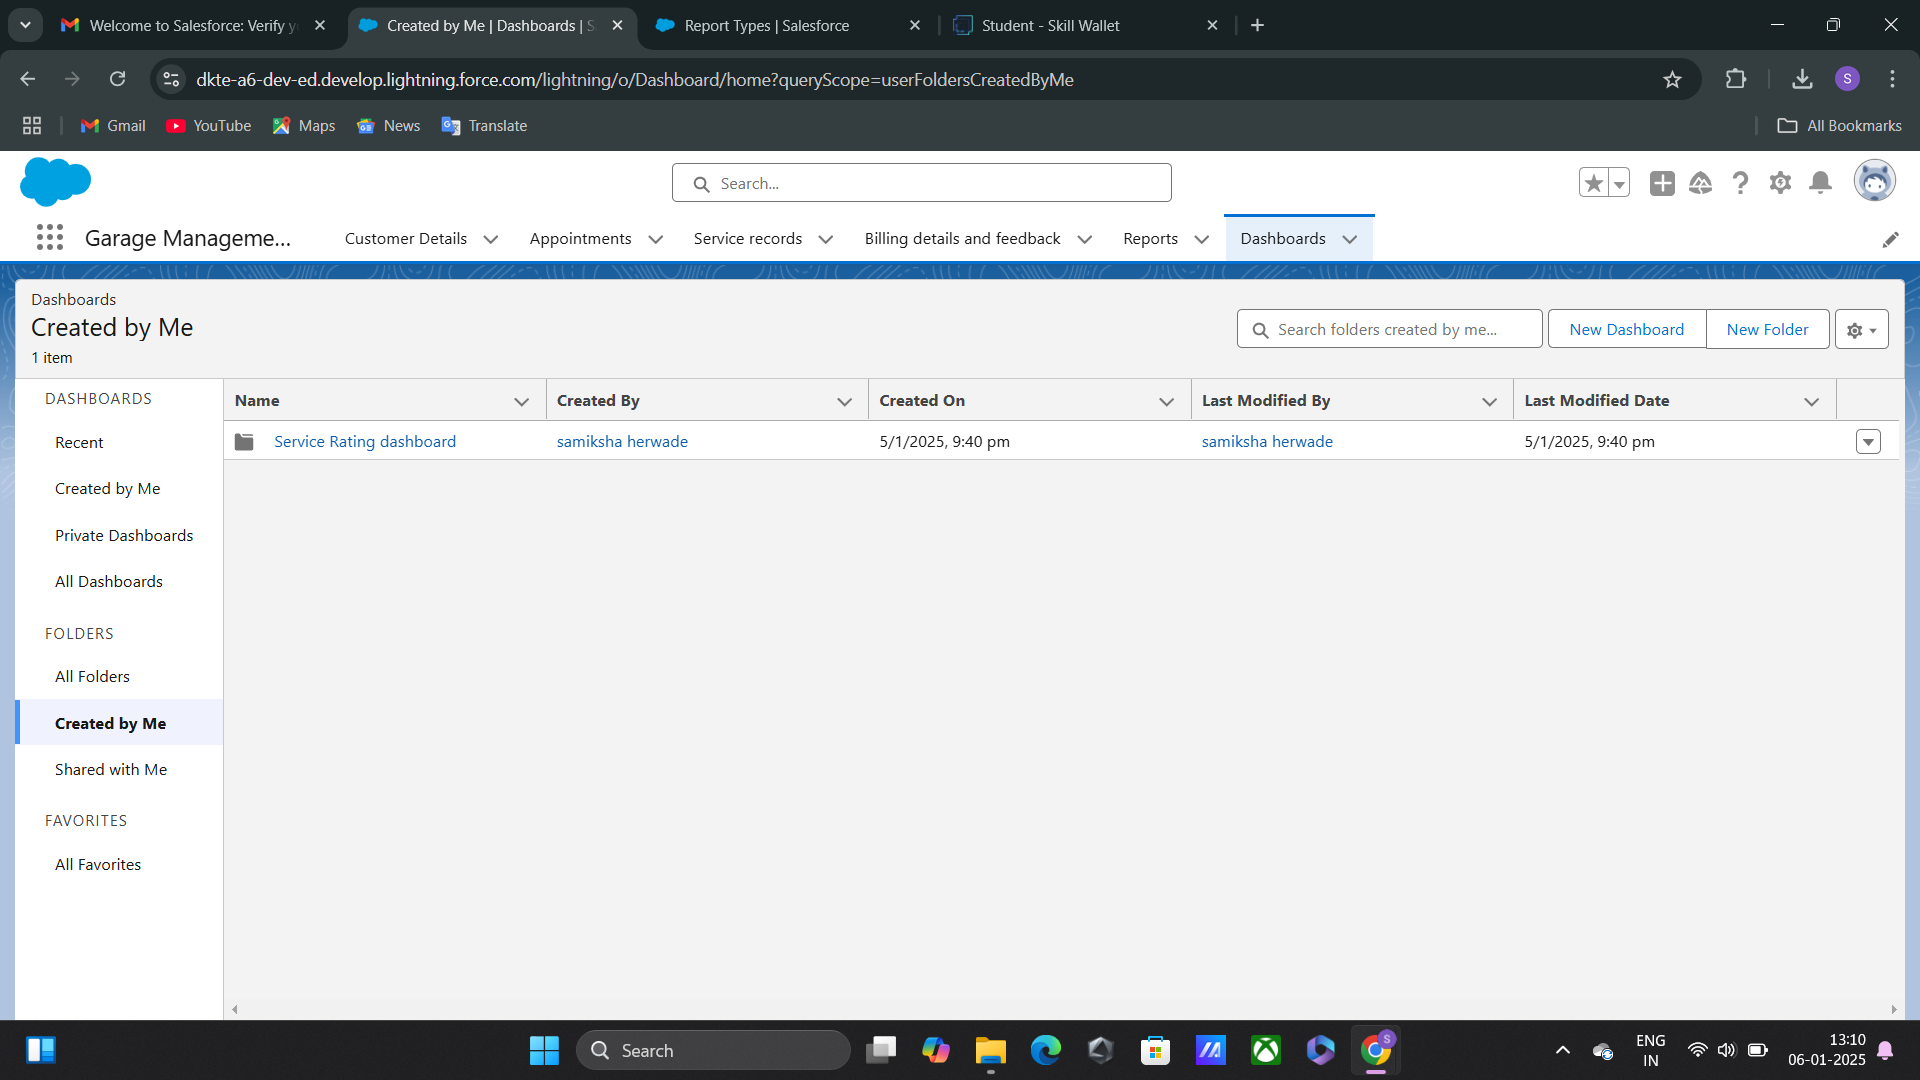 Welcome to Salesforce: Verify y
Created by Me | Dashboards | S
Report Types | Salesforce
Student - Skill Wallet
dkte-a6-dev-ed.develop.lightning.force.com/lightning/o/Dashboard/home?queryScope=userFoldersCreatedByMe
S
Gmail
YouTube
Maps
News
Translate
All Bookmarks
Search...
Garage Manageme...
Customer Details
Appointments
Service records
Billing details and feedback
Reports
Dashboards
Dashboards
Created by Me
1 item
Search folders created by me...
New Dashboard
New Folder
DASHBOARDS
Recent
Created by Me
Private Dashboards
All Dashboards
FOLDERS
All Folders
Created by Me
Shared with Me
FAVORITES
All Favorites
Name
Created By
Created On
Last Modified By
Last Modified Date
Service Rating dashboard
samiksha herwade
5/1/2025, 9:40 pm
samiksha herwade
5/1/2025, 9:40 pm
Search
S
ENG
IN
13:10
06-01-2025